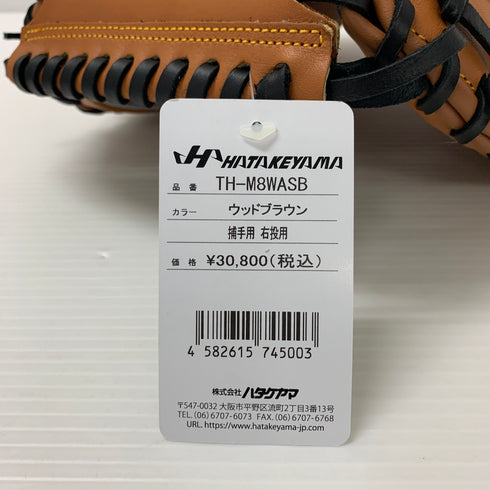 HATAKEYAMA
品番 TH-M8WASB
カラー ウッドブラウン
捕手用 右投用
価格 ¥30,800(税込)
4 582615 745003
株式会社 ハタケヤマ
〒547-0032 大阪市平野区流町2丁目3番13号
TEL.(06)6707-6073 FAX.(06)6707-6768
URL. https://www.hatakeyama-jp.com